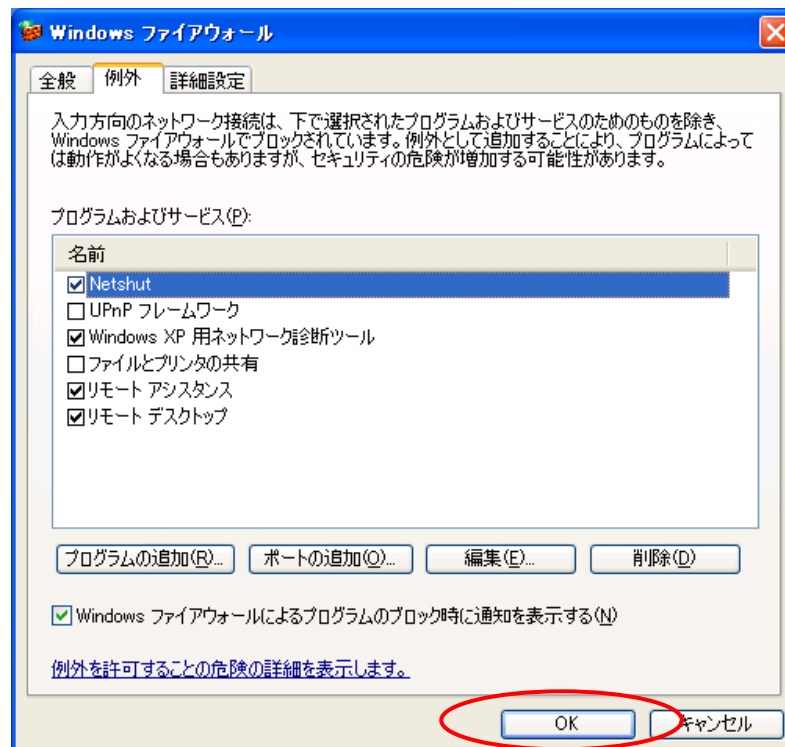 Windows ファイアウォール
全般 例外 詳細設定
入力方向のネットワーク接続は、下で選択されたプログラムおよびサービスのためのものを除き、
Windows ファイアウォールでブロックされています。例外として追加することにより、プログラムによって
は動作がよくなる場合もありますが、セキュリティの危険が増加する可能性があります。
プログラムおよびサービス(P):
名前
Netshut
UPnP フレームワーク
Windows XP 用ネットワーク診断ツール
ファイルとプリンタの共有
リモート アシスタンス
リモート デスクトップ
プログラムの追加(R)... ポートの追加(O)... 編集(E)... 削除(D)
Windows ファイアウォールによるプログラムのブロック時に通知を表示する(N)
例外を許可することの危険の詳細を表示します。
OK キャンセル